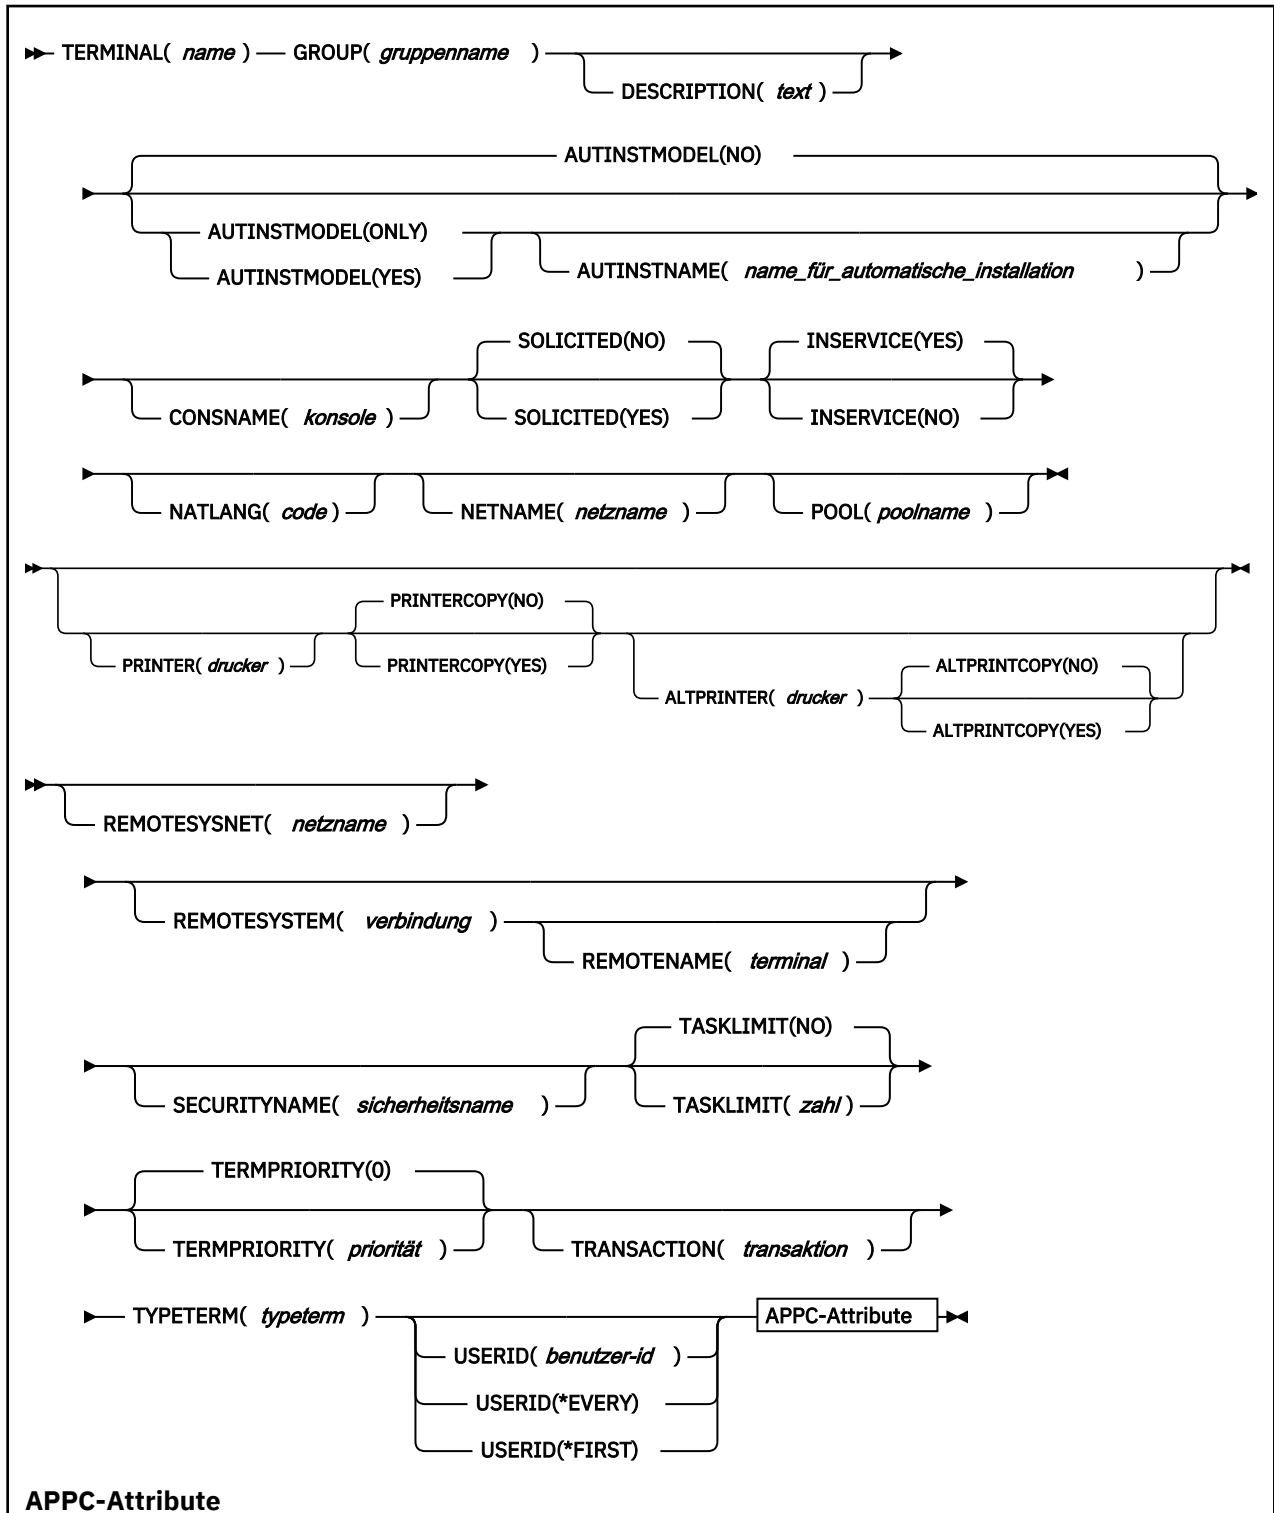 TERMINAL( name ) GROUP( gruppenname )
DESCRIPTION( text )
AUTINSTMODEL(NO)
AUTINSTMODEL(ONLY)
AUTINSTMODEL(YES)
AUTINSTNAME( name_für_automatische_installation )
SOLICITED(NO) INSERVICE(YES)
CONSNAME( konsole ) SOLICITED(YES) INSERVICE(NO)
NATLANG( code ) NETNAME( netzname ) POOL( poolname )
PRINTERCOPY(NO)
PRINTER( drucker ) PRINTERCOPY(YES) ALTPRINTCOPY(NO)
ALTPRINTER( drucker )
ALTPRINTCOPY(YES)
REMOTESYSNET( netzname )
REMOTESYSTEM( verbindung )
REMOTENAME( terminal )
TASKLIMIT(NO)
SECURITYNAME( sicherheitsname ) TASKLIMIT( zahl )
TERMPRIORITY(0)
TERMPRIORITY( priorität ) TRANSACTION( transaktion )
TYPETERM( typeterm ) APPC-Attribute
USERID( benutzer-id )
USERID(*EVERY)
USERID(*FIRST)
APPC-Attribute